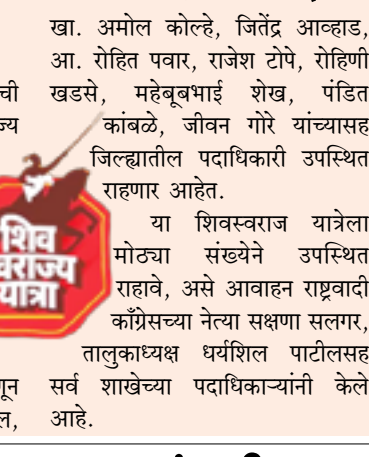 खा. अमोल कोल्हे, जितेंद्र आव्हाड,
आ. रोहित पवार, राजेश टोपे, रोहिणी
खडसे, महेबूबभाई शेख, पंडित
कांबळे, जीवन गोरे यांच्यासह
जिल्ह्यातील पदाधिकारी उपस्थित
राहणार आहेत.
या शिवस्वराज यात्रेला
मोठ्या संख्येने उपस्थित
राहावे, असे आवाहन राष्ट्रवादी
काँग्रेसच्या नेत्या सक्षणा सलगर,
तालुकाध्यक्ष धर्यशिल पाटीलसह
सर्व शाखेच्या पदाधिकाऱ्यांनी केले
आहे.
शिव
स्वराज्य
यात्रा